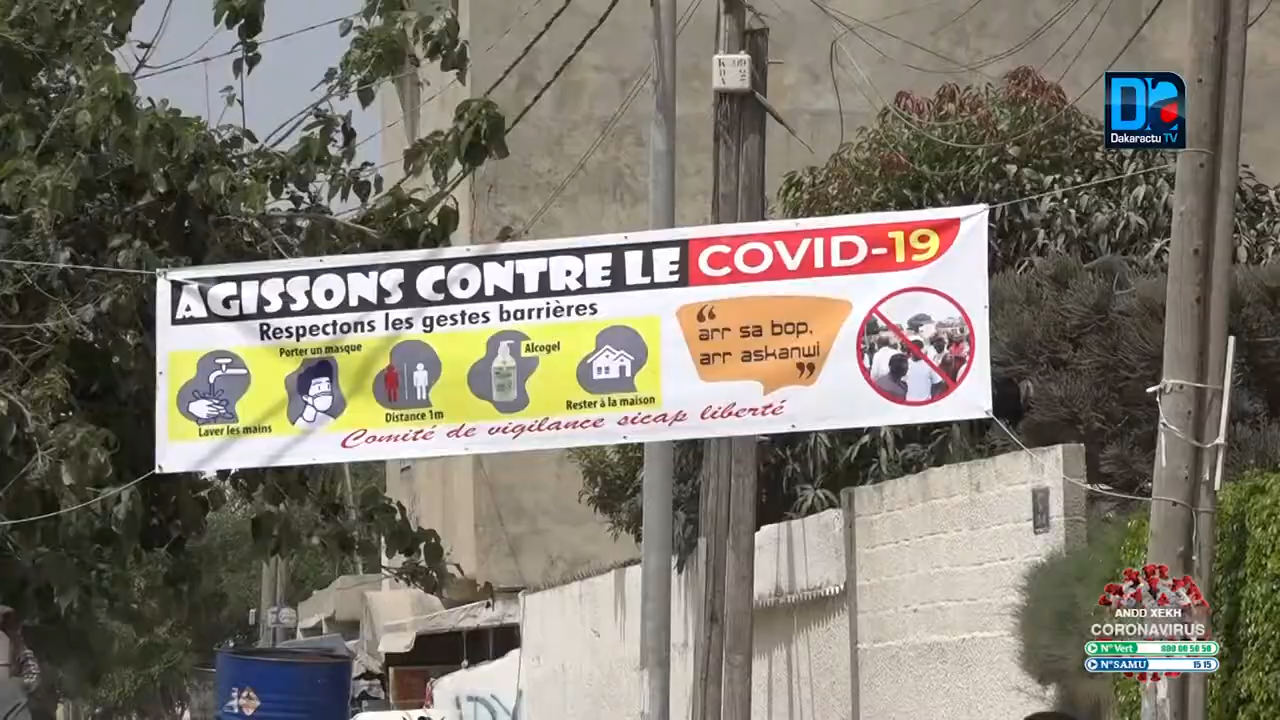 Dakaractu TV
AGISSONS CONTRE LE COVID-19
Respectons les gestes barrières
Laver les mains
Porter un masque
Distance 1m
Alcogel
Rester à la maison
“ arr sa bop,
arr askanwi ”
Comité de vigilance sicap liberté
ANDD XEKH
CORONAVIRUS
N° Vert 800 00 50 50
N° SAMU 15 15